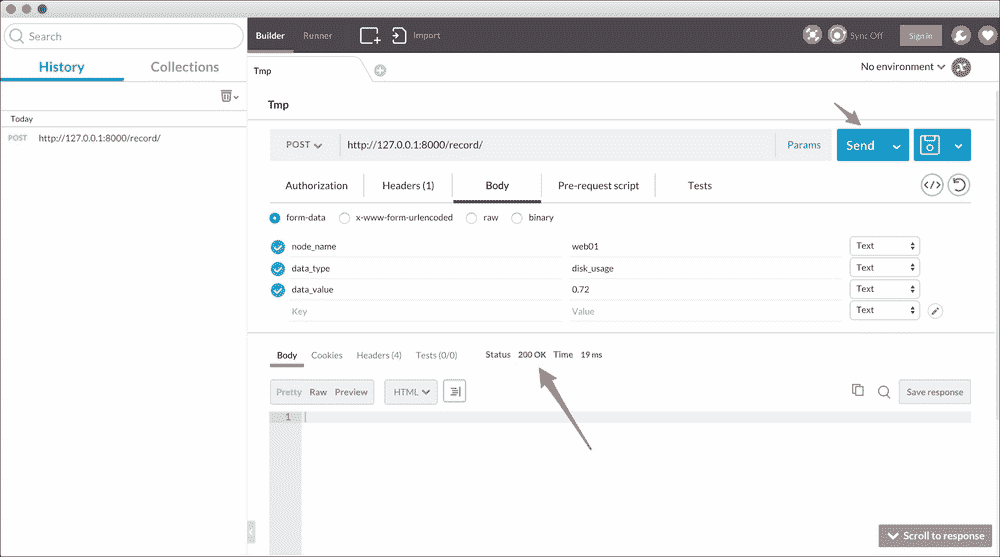 Search
Builder Runner Import Sync Off Sign in
History Collections
Tmp
No environment
Today
Tmp
POST http://127.0.0.1:8000/record/
POST http://127.0.0.1:8000/record/ Params Send
Authorization Headers (1) Body Pre-request script Tests
form-data x-www-form-urlencoded raw binary
node_name web01 Text
data_type disk_usage Text
data_value 0.72 Text
Key Value Text
Body Cookies Headers (4) Tests (0/0) Status 200 OK Time 19 ms
Pretty Raw Preview HTML Save response
1
Scroll to response